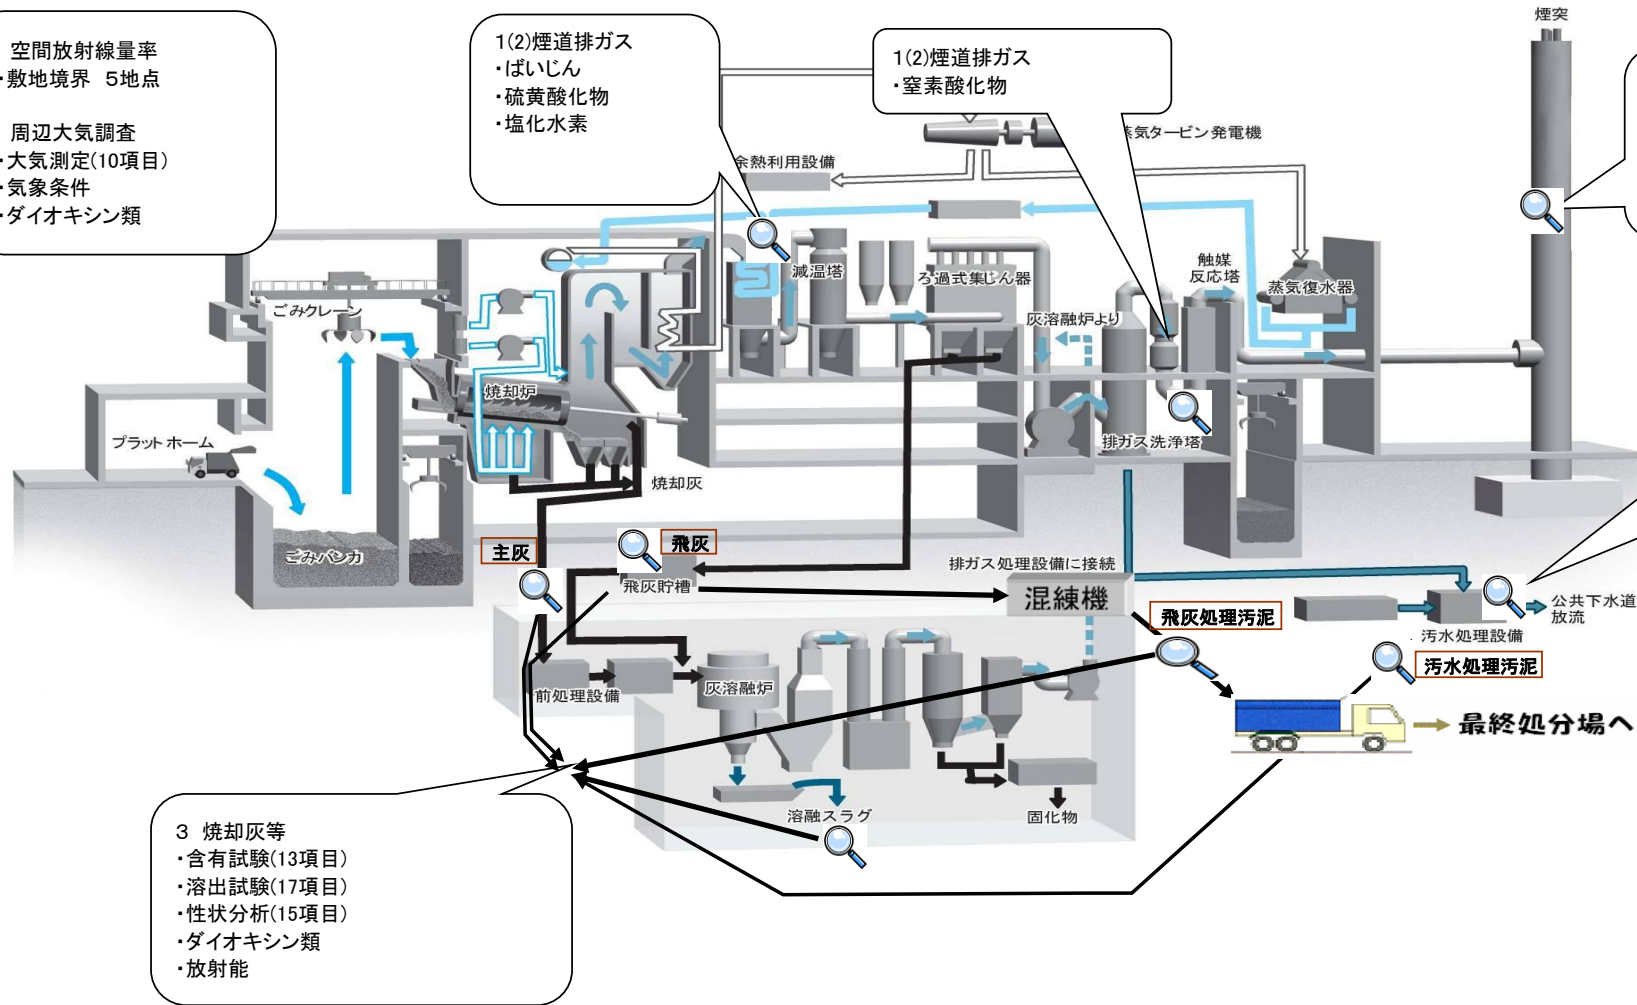 空間放射線量率
・敷地境界 5地点
周辺大気調査
・大気測定(10項目)
・気象条件
・ダイオキシン類
1(2)煙道排ガス
・ばいじん
・硫黄酸化物
・塩化水素
1(2)煙道排ガス
・窒素酸化物
煙突
蒸気タービン発電機
余熱利用設備
減温塔
ろ過式集じん器
触媒
反応塔
蒸気復水器
灰溶融炉より
ごみクレーン
焼却炉
プラットホーム
排ガス洗浄塔
焼却灰
ごみバンカ
主灰
飛灰
飛灰貯槽
排ガス処理設備に接続
混練機
飛灰処理汚泥
公共下水道
放流
汚水処理設備
汚水処理汚泥
前処理設備
灰溶融炉
最終処分場へ
溶融スラグ
固化物
3 焼却灰等
・含有試験(13項目)
・溶出試験(17項目)
・性状分析(15項目)
・ダイオキシン類
・放射能